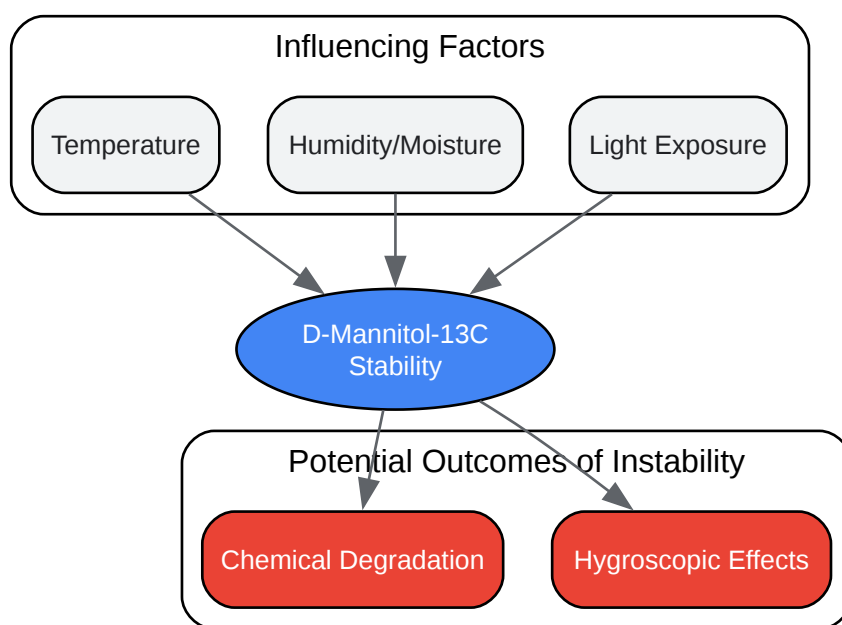 Influencing Factors
Temperature
Humidity/Moisture
Light Exposure
D-Mannitol-13C
Stability
Potential Outcomes of Instability
Chemical Degradation
Hygroscopic Effects